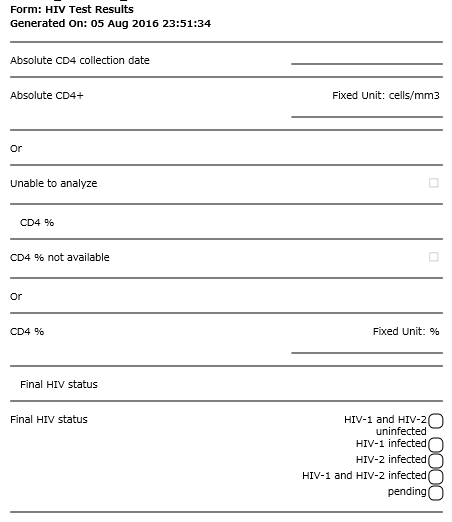 Form: HIV Test Results
Generated On: 05 Aug 2016 23:51:34
Absolute CD4 collection date
Absolute CD4+ Fixed Unit: cells/mm3
Or
Unable to analyze
CD4 %
CD4 % not available
Or
CD4 % Fixed Unit: %
Final HIV status
Final HIV status HIV-1 and HIV-2
uninfected
HIV-1 infected
HIV-2 infected
HIV-1 and HIV-2 infected
pending